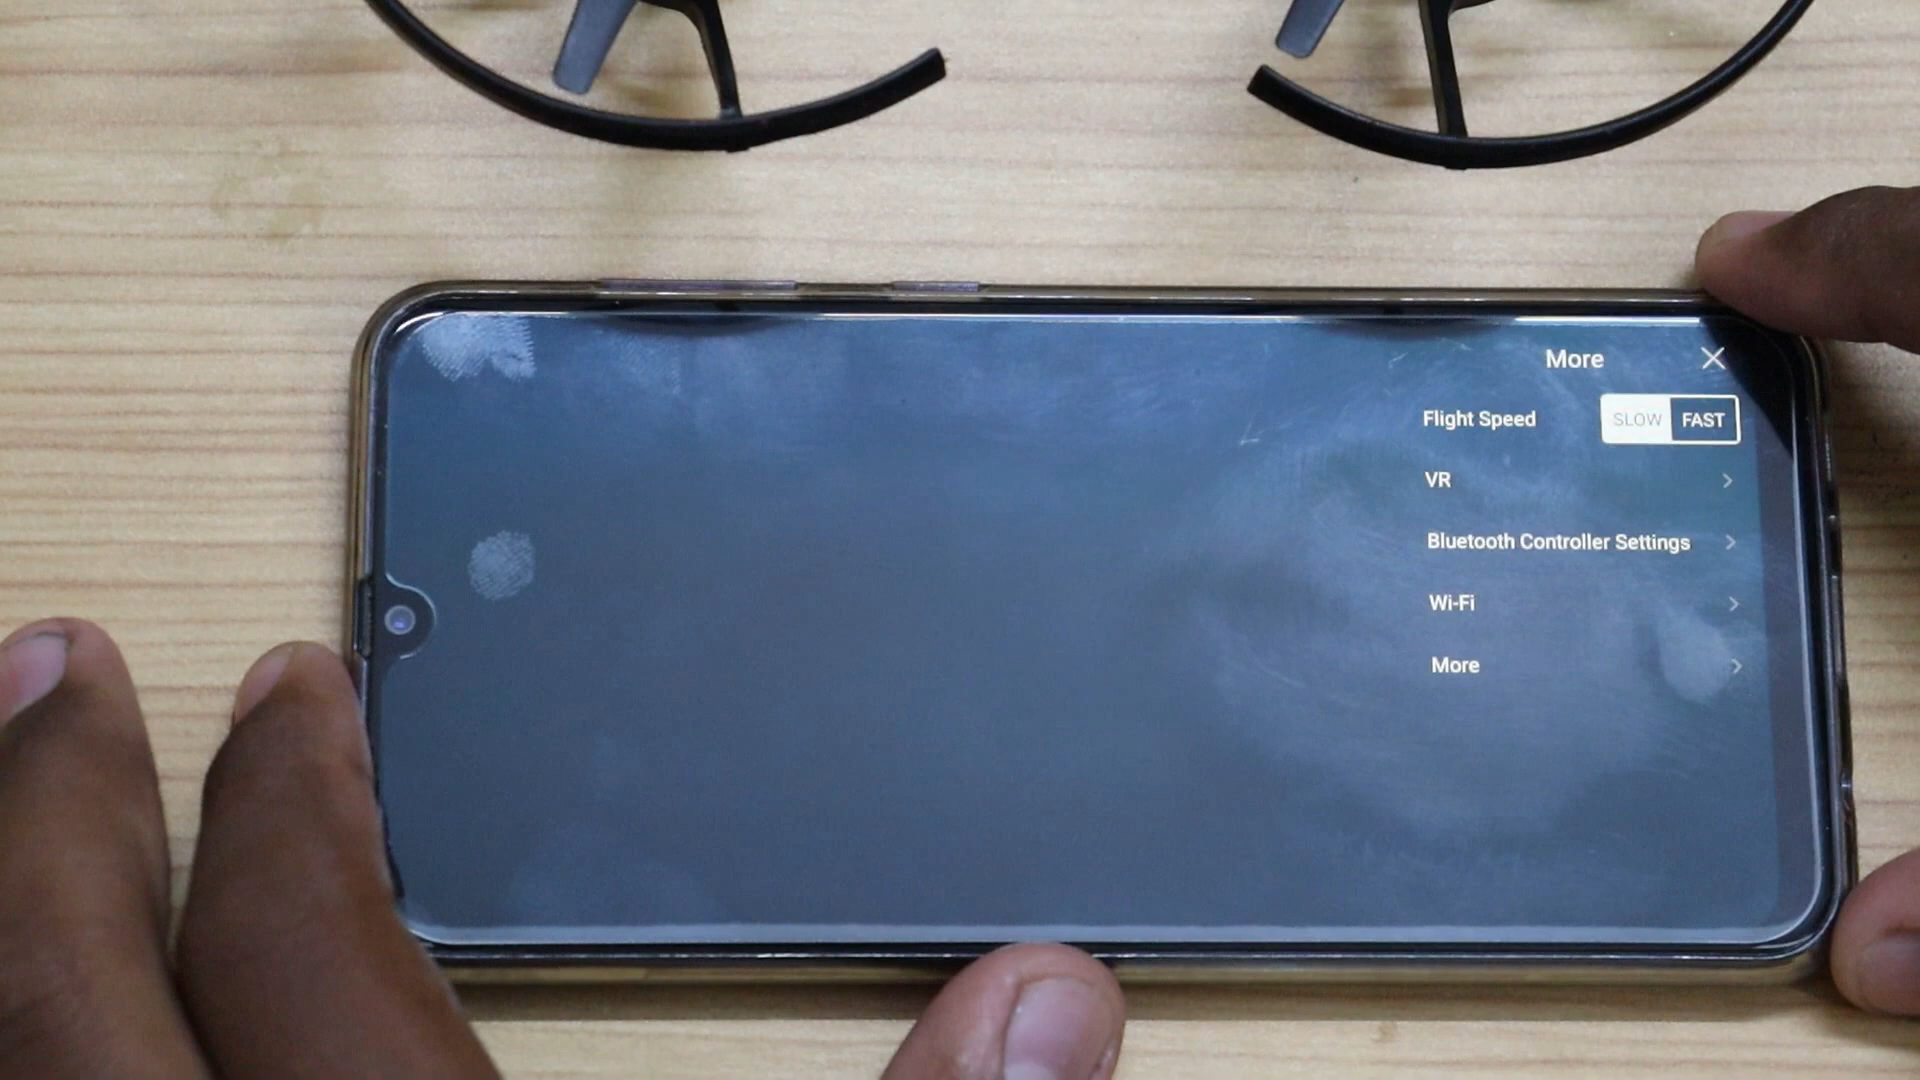 More
Flight Speed SLOW FAST
VR
Bluetooth Controller Settings
Wi-Fi
More